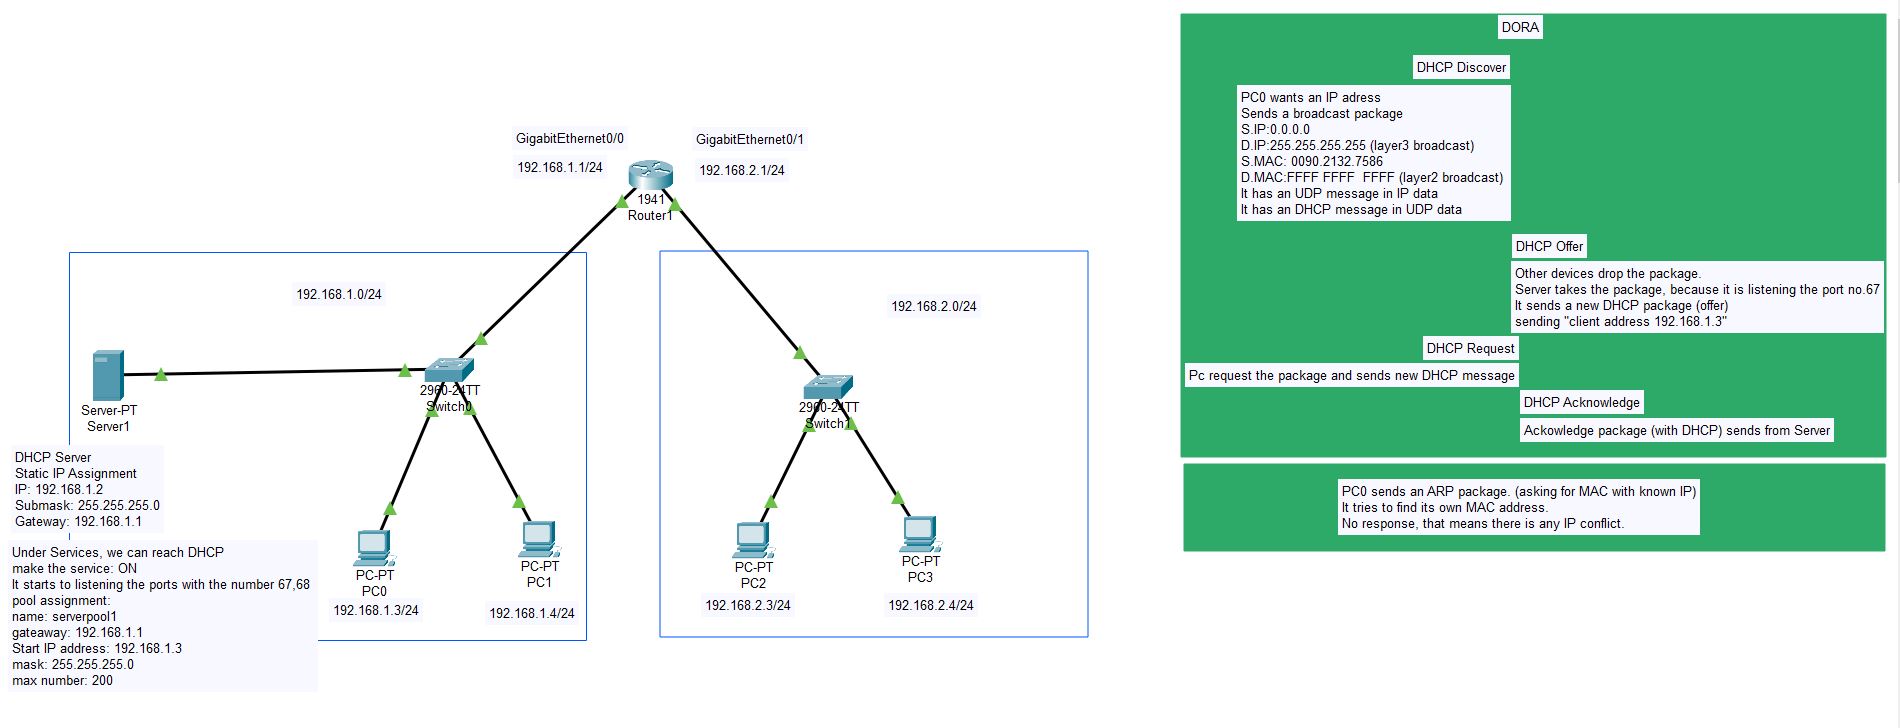 GigabitEthernet0/0
192.168.1.1/24
GigabitEthernet0/1
192.168.2.1/24
1941
Router1
192.168.1.0/24
192.168.2.0/24
Server-PT
Server1
2960-24TT
Switch0
2960-24TT
Switch1
DHCP Server
Static IP Assignment
IP: 192.168.1.2
Submask: 255.255.255.0
Gateway: 192.168.1.1
Under Services, we can reach DHCP
make the service: ON
It starts to listening the ports with the number 67,68
pool assignment:
name: serverpool1
gateaway: 192.168.1.1
Start IP address: 192.168.1.3
mask: 255.255.255.0
max number: 200
PC-PT
PC0
192.168.1.3/24
PC-PT
PC1
192.168.1.4/24
PC-PT
PC2
192.168.2.3/24
PC-PT
PC3
192.168.2.4/24
DORA
DHCP Discover
PC0 wants an IP adress
Sends a broadcast package
S.IP:0.0.0.0
D.IP:255.255.255.255 (layer3 broadcast)
S.MAC: 0090.2132.7586
D.MAC:FFFF FFFF  FFFF (layer2 broadcast)
It has an UDP message in IP data
It has an DHCP message in UDP data
DHCP Offer
Other devices drop the package.
Server takes the package, because it is listening the port no.67
It sends a new DHCP package (offer)
sending "client address 192.168.1.3"
DHCP Request
Pc request the package and sends new DHCP message
DHCP Acknowledge
Ackowledge package (with DHCP) sends from Server
PC0 sends an ARP package. (asking for MAC with known IP)
It tries to find its own MAC address.
No response, that means there is any IP conflict.